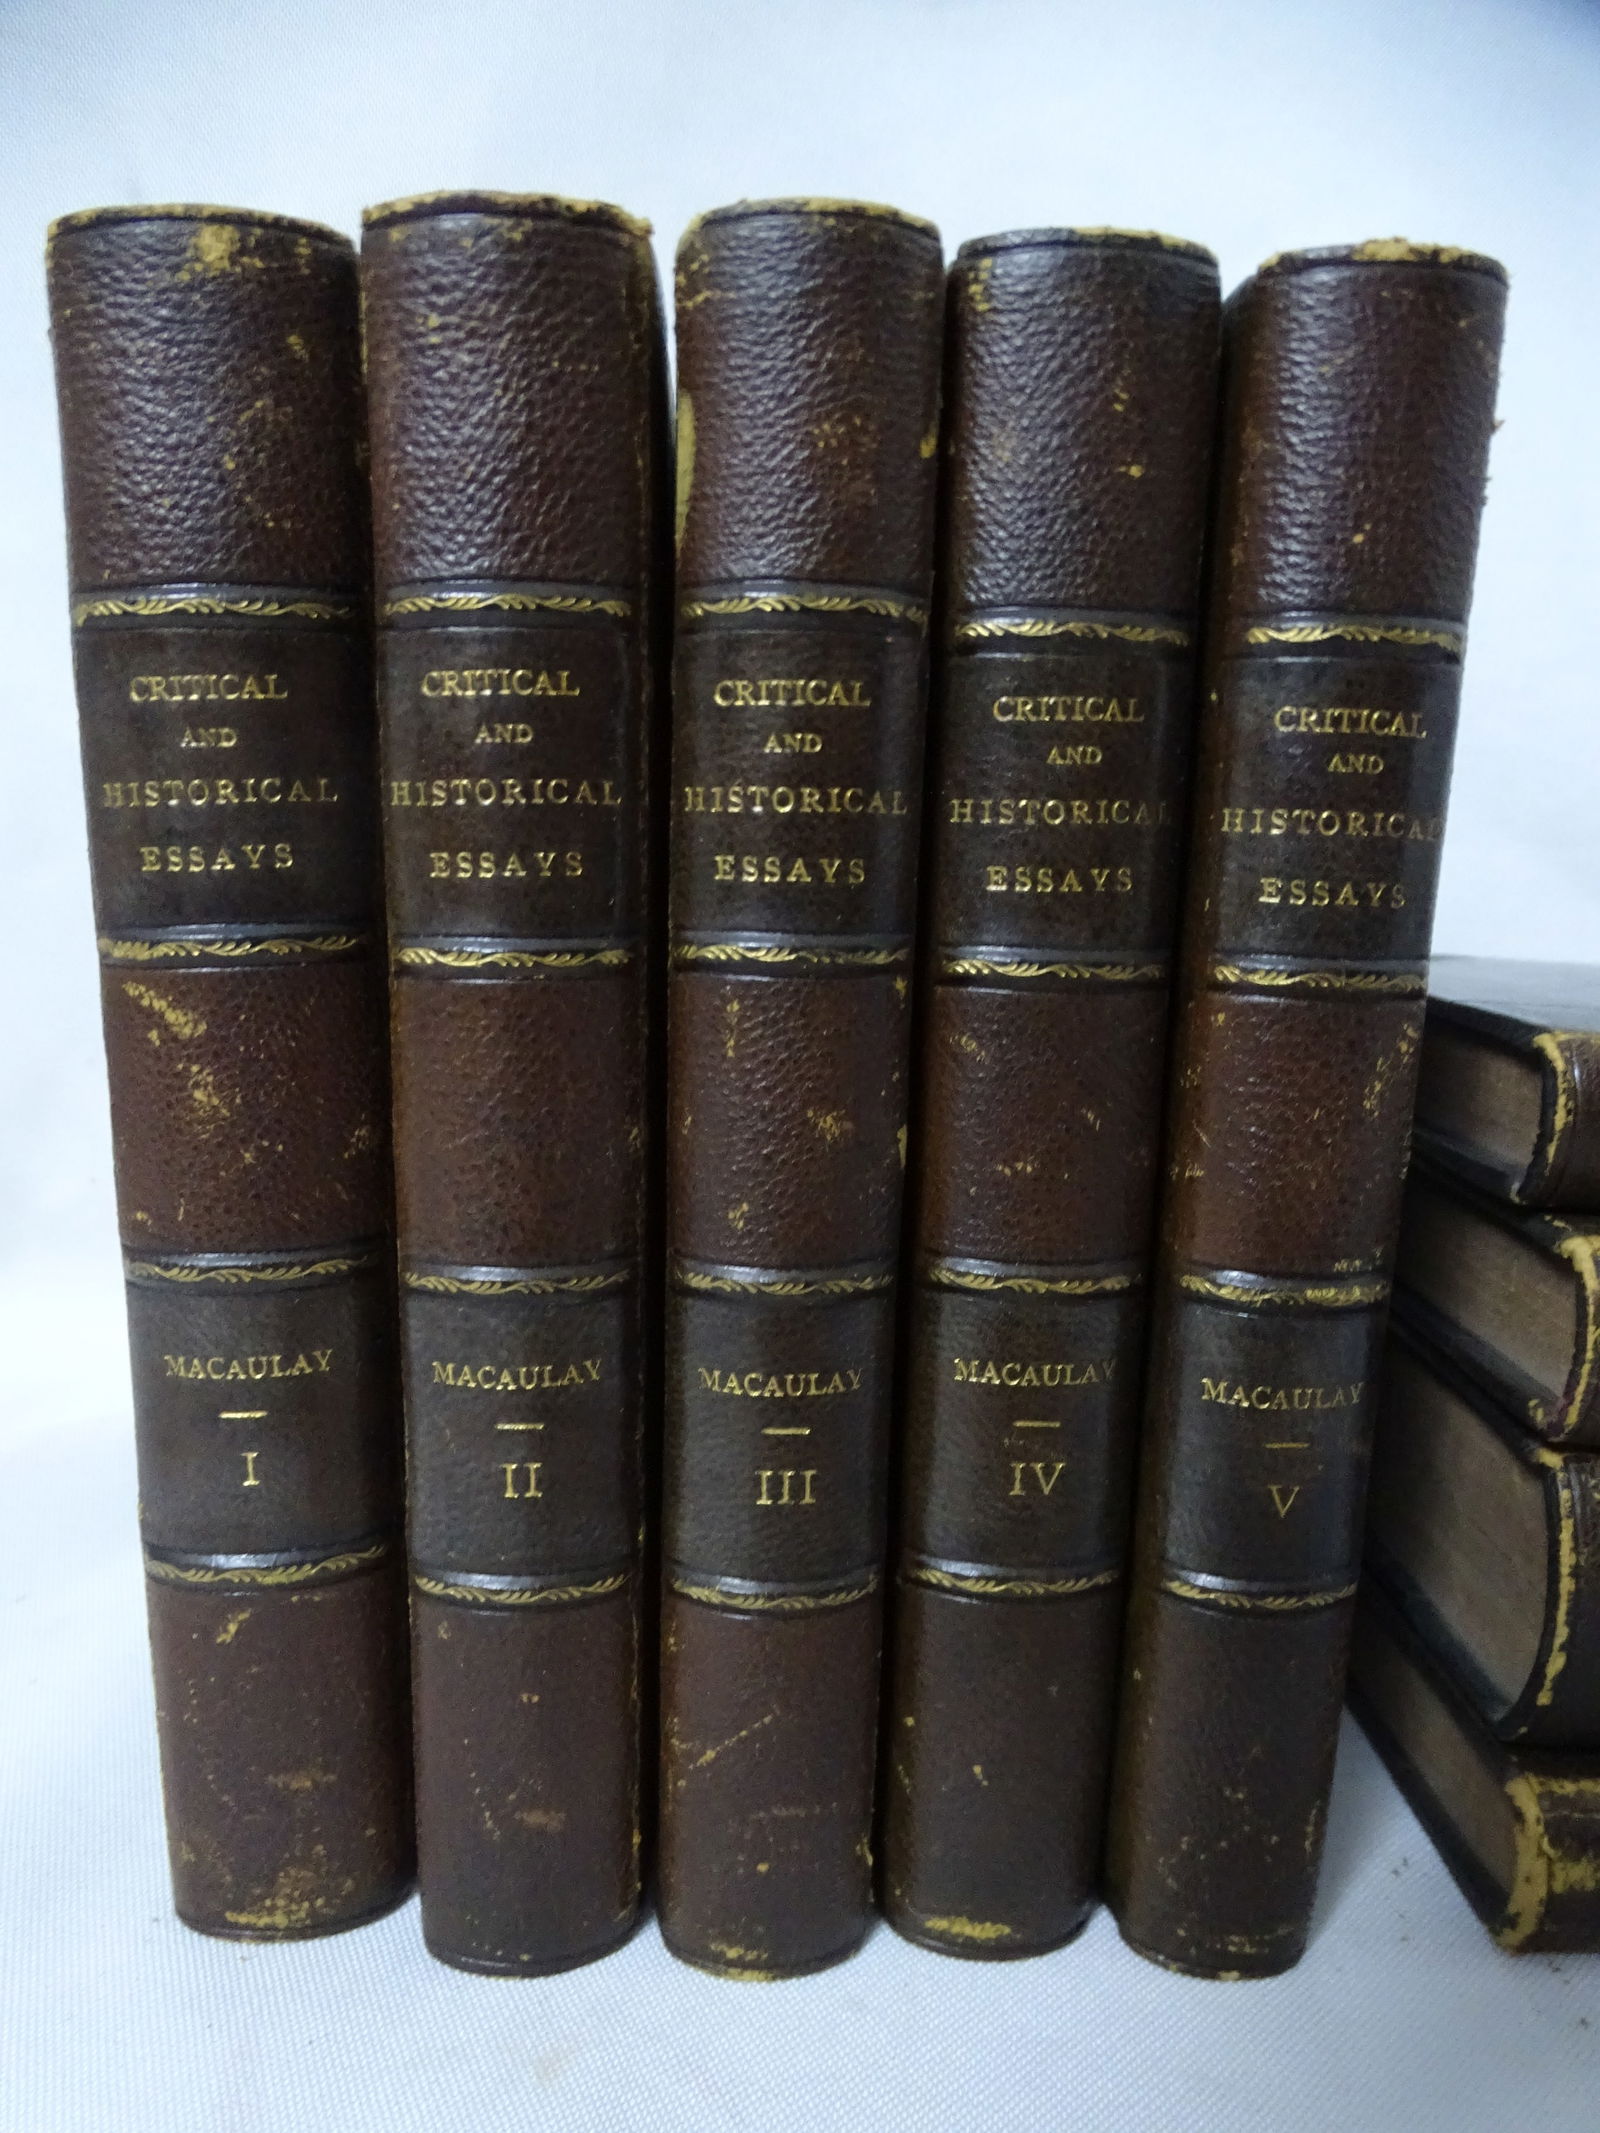 CRITICAL
AND
HISTORICAL
ESSAYS
MACAULAY
I
CRITICAL
AND
HISTORICAL
ESSAYS
MACAULAY
II
CRITICAL
AND
HISTORICAL
ESSAYS
MACAULAY
III
CRITICAL
AND
HISTORICAL
ESSAYS
MACAULAY
IV
CRITICAL
AND
HISTORICAL
ESSAYS
MACAULAY
V